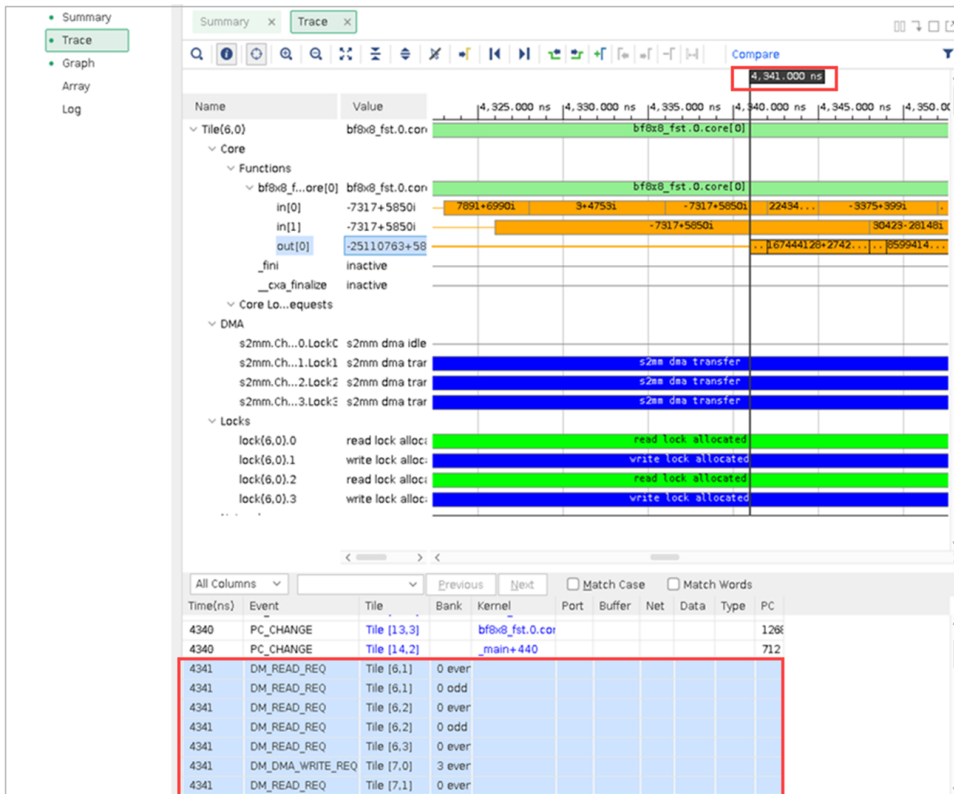 Summary
Trace
Graph
Array
Log
Summary × Trace ×
Compare
4,341.000 ns
Name Value 4,325.000 ns 4,330.000 ns 4,335.000 ns 4,340.000 ns 4,345.000 ns 4,350.00
Tile{6,0} bf8x8_fst.0.core bf8x8_fst.0.core[0]
Core
Functions
bf8x8_f...ore[0] bf8x8_fst.0.core bf8x8_fst.0.core[0]
in[0] -7317+5850i 7891+6990i 3+4753i -7317+5850i 22434... -3375+399i ..
in[1] -7317+5850i -7317+5850i 30423-28148i
out[0] -25110763+58 .. 167444128+2742... .. 8599414...
_fini inactive
__cxa_finalize inactive
Core Lo...equests
DMA
s2mm.Ch...0.LockC s2mm dma idle
s2mm.Ch...1.Lock1 s2mm dma trar s2mm dma transfer
s2mm.Ch...2.Lock2 s2mm dma trar s2mm dma transfer
s2mm.Ch...3.Lock3 s2mm dma trar s2mm dma transfer
Locks
lock{6,0}.0 read lock alloca read lock allocated
lock{6,0}.1 write lock alloc write lock allocated
lock{6,0}.2 read lock alloca read lock allocated
lock{6,0}.3 write lock alloc write lock allocated
All Columns Previous Next Match Case Match Words
Time(ns) Event Tile Bank Kernel Port Buffer Net Data Type PC
4340 PC_CHANGE Tile [13,3] bf8x8_fst.0.cor 1268
4340 PC_CHANGE Tile [14,2] _main+440 712
4341 DM_READ_REQ Tile [6,1] 0 ever
4341 DM_READ_REQ Tile [6,1] 0 odd
4341 DM_READ_REQ Tile [6,2] 0 ever
4341 DM_READ_REQ Tile [6,2] 0 odd
4341 DM_READ_REQ Tile [6,3] 0 ever
4341 DM_DMA_WRITE_REQ Tile [7,0] 3 ever
4341 DM_READ_REQ Tile [7,1] 0 ever